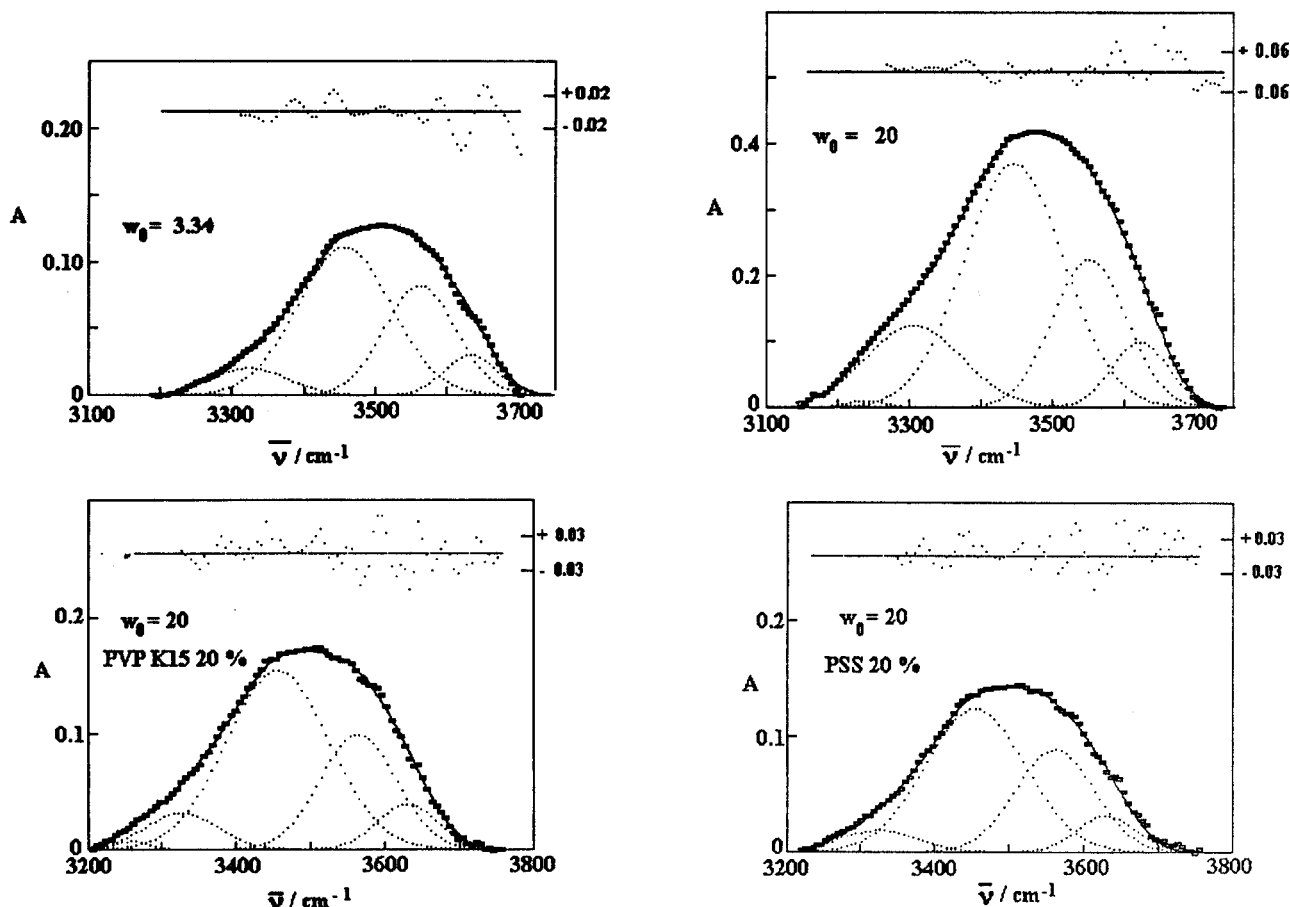 + 0.02
- 0.02
0.20
A
w0 = 3.34
0.10
0
3100 3300 3500 3700
ν̅ / cm-1
+ 0.06
- 0.06
0.4
w0 = 20
A
0.2
0
3100 3300 3500 3700
ν̅ / cm-1
+ 0.03
- 0.03
0.2
w0 = 20
PVP K15 20 %
A
0.1
0
3200 3400 3600 3800
ν̅ / cm-1
+ 0.03
- 0.03
0.2
w0 = 20
PSS 20 %
A
0.1
0
3200 3400 3600 3800
ν̅ / cm-1